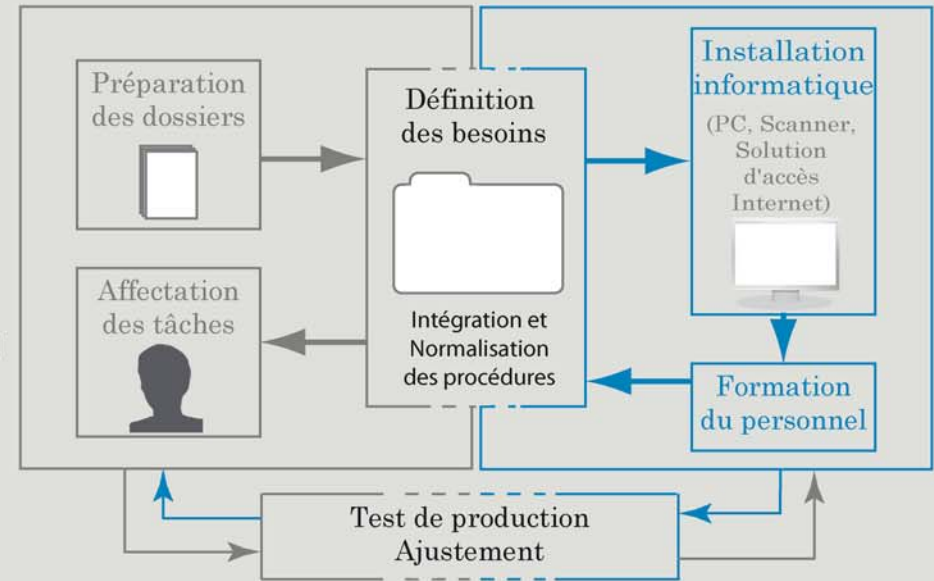 Préparation
des dossiers
Affectation
des tâches
Définition
des besoins
Intégration et
Normalisation
des procédures
Installation
informatique
(PC, Scanner,
Solution
d'accès
Internet)
Formation
du personnel
Test de production
Ajustement